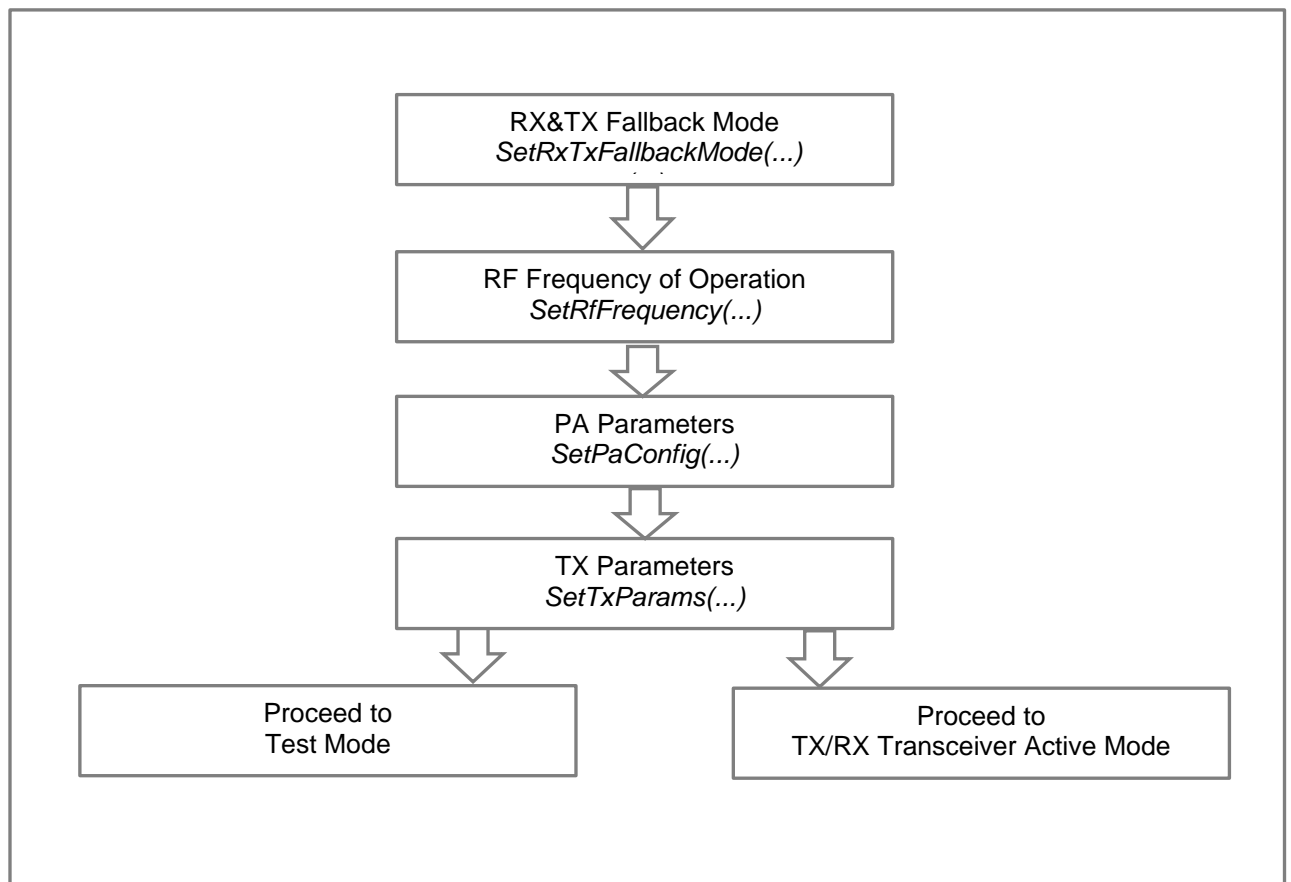 RX&TX Fallback Mode
SetRxTxFallbackMode(...)
RF Frequency of Operation
SetRfFrequency(...)
PA Parameters
SetPaConfig(...)
TX Parameters
SetTxParams(...)
Proceed to
Test Mode
Proceed to
TX/RX Transceiver Active Mode